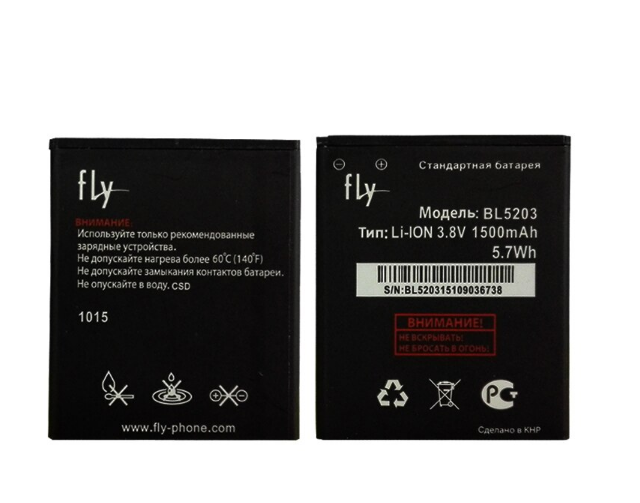 fly
ВНИМАНИЕ
Используйте только рекомендованные
зарядные устройства.
Не допускайте нагрева более 60℃ (140°F)
Не допускайте замыкания контактов батареи.
Не опускайте в воду. CSD
1015
www.fly-phone.com
Стандартная батарея
fly
Модель: BL5203
Тип: Li-ION 3.8V 1500mAh
5.7Wh
S/N:BL520315109036738
ВНИМАНИЕ!
НЕ ВСКРЫВАТЬ!
НЕ БРОСАТЬ В ОГОНЬ!
РС
Сделано в КНР